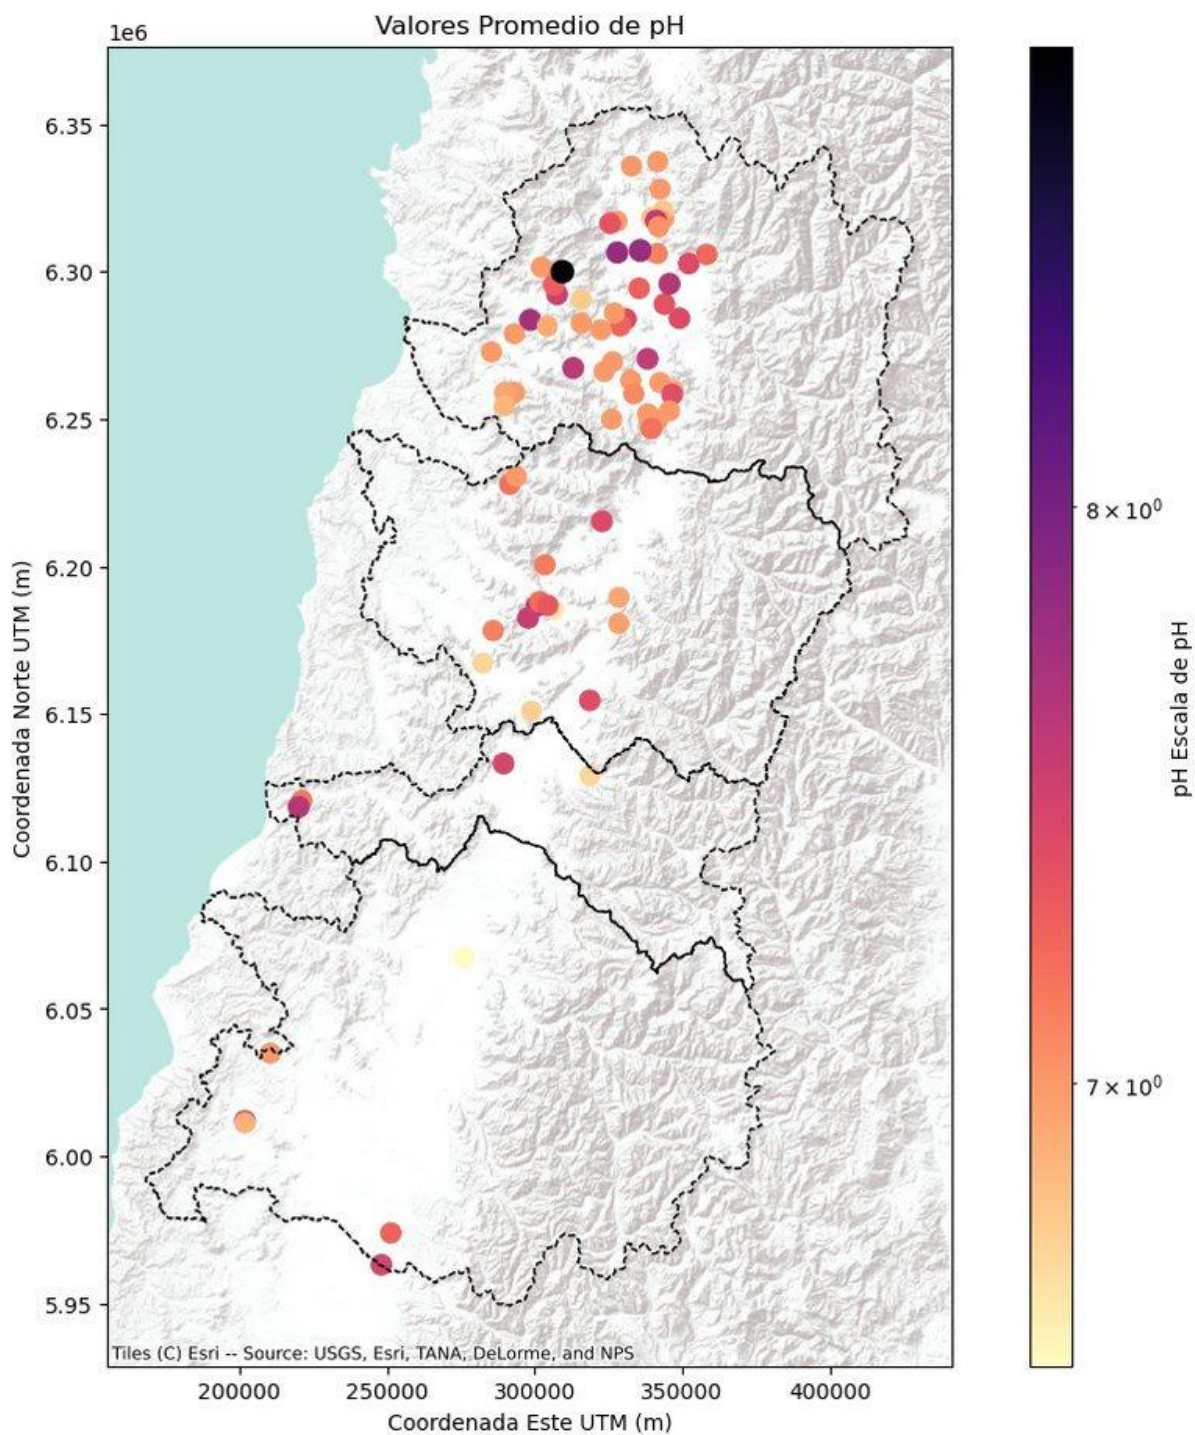 Valores Promedio de pH
1e6
6.35
6.30
6.25
6.20
6.15
6.10
6.05
6.00
5.95
Coordenada Norte UTM (m)
Tiles (C) Esri -- Source: USGS, Esri, TANA, DeLorme, and NPS
200000
250000
300000
350000
400000
Coordenada Este UTM (m)
8 × 10⁰
7 × 10⁰
pH Escala de pH